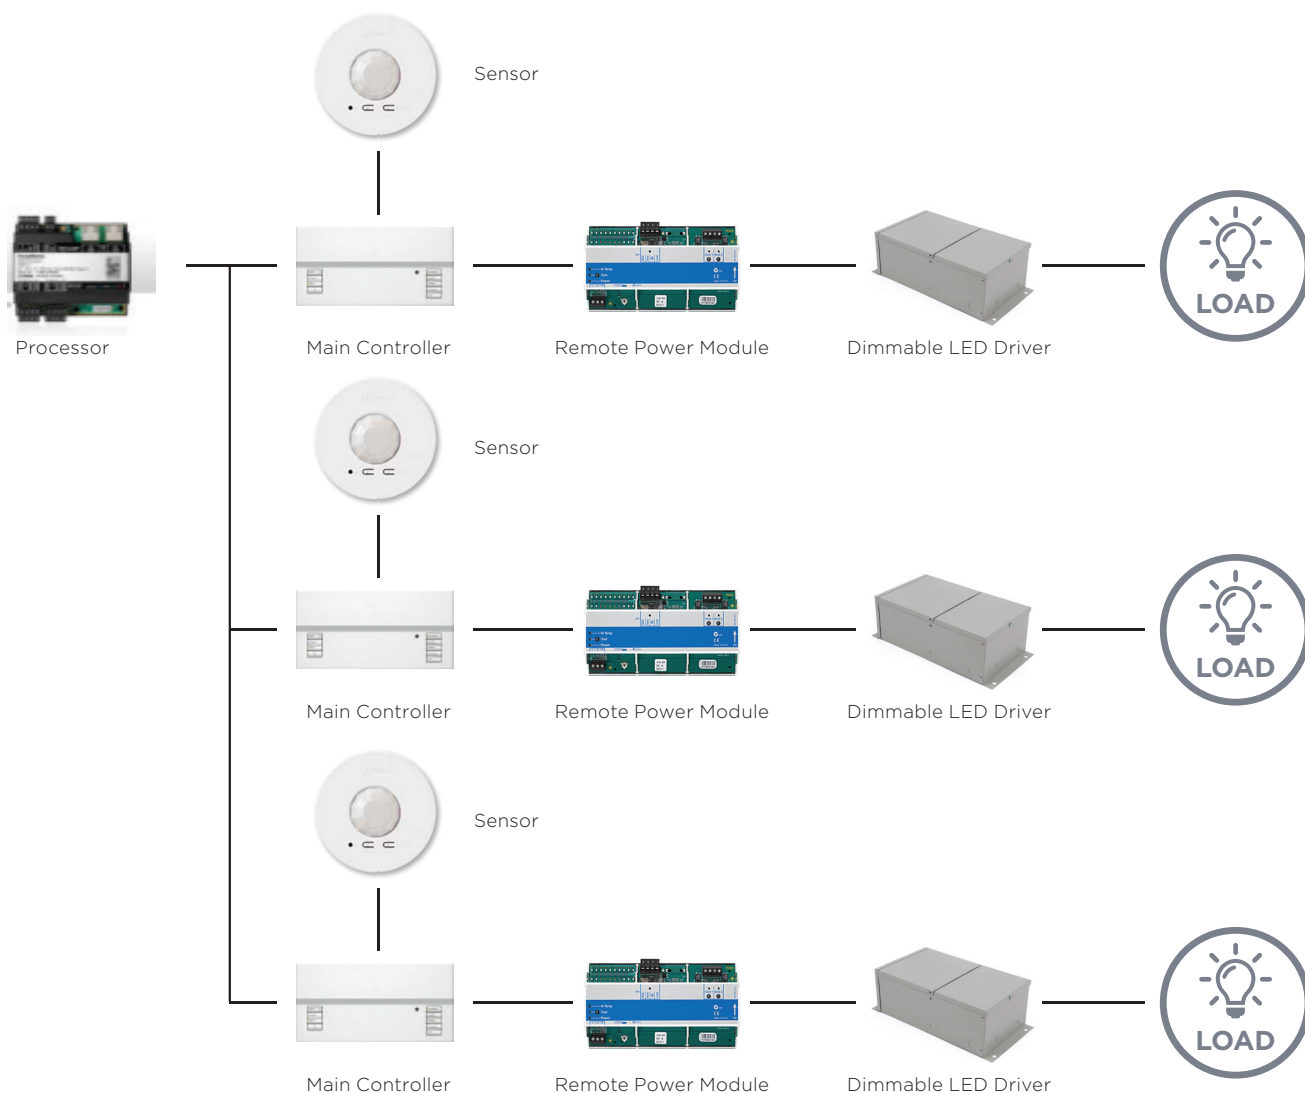 Sensor
LOAD
Processor
Main Controller
Remote Power Module
Dimmable LED Driver
Sensor
LOAD
Main Controller
Remote Power Module
Dimmable LED Driver
Sensor
LOAD
Main Controller
Remote Power Module
Dimmable LED Driver